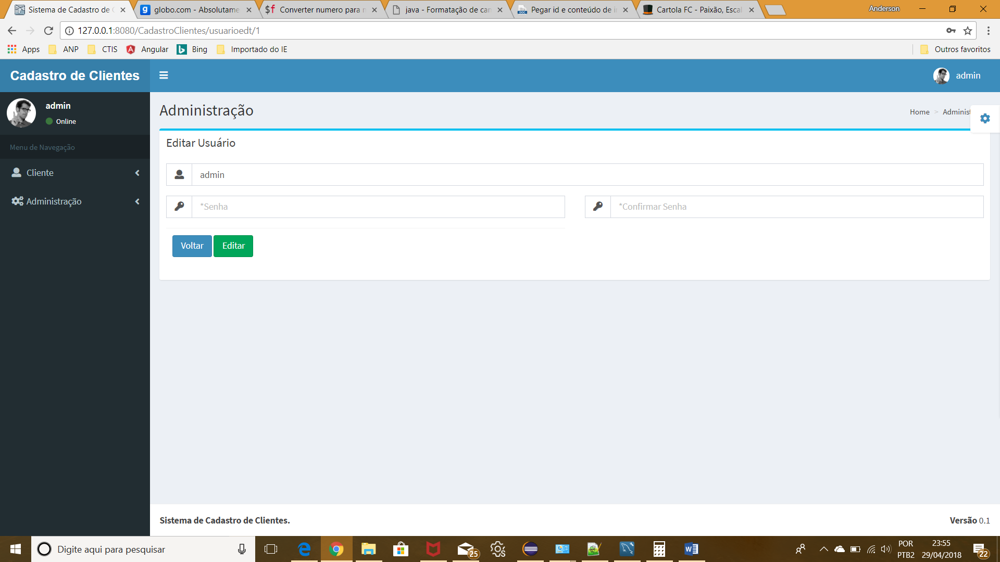 Sistema de Cadastro de C
globo.com - Absolutame
Converter numero para n
java - Formatação de can
Pegar id e conteúdo de i
Cartola FC - Paixão, Escal
Anderson
127.0.0.1:8080/CadastroClientes/usuarioedt/1
Apps
ANP
CTIS
Angular
Bing
Importado do IE
Outros favoritos
Cadastro de Clientes
admin
admin
Online
Administração
Home > Administ
Menu de Navegação
Editar Usuário
Cliente
admin
Administração
*Senha
*Confirmar Senha
Voltar
Editar
Sistema de Cadastro de Clientes.
Versão 0.1
Digite aqui para pesquisar
25
POR
PTB2
23:55
29/04/2018
22